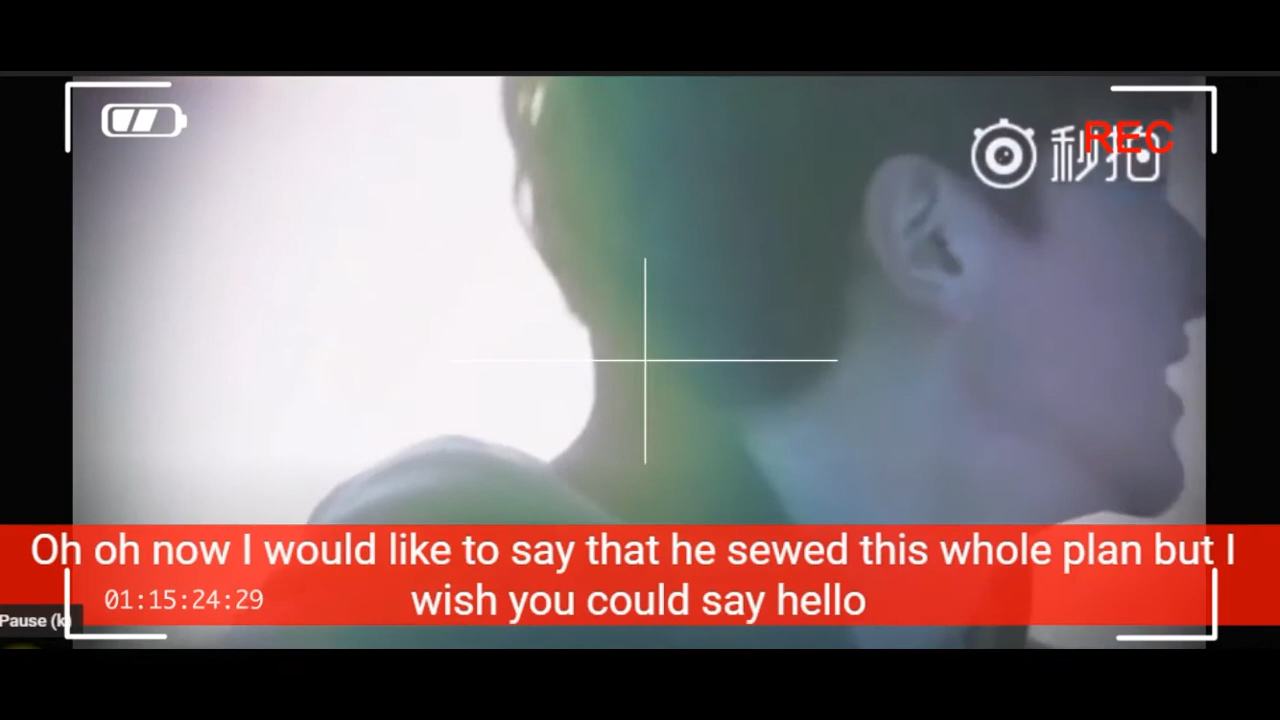 REC
秒拍
Oh oh now I would like to say that he sewed this whole plan but I
wish you could say hello
01:15:24:29
Pause (k)